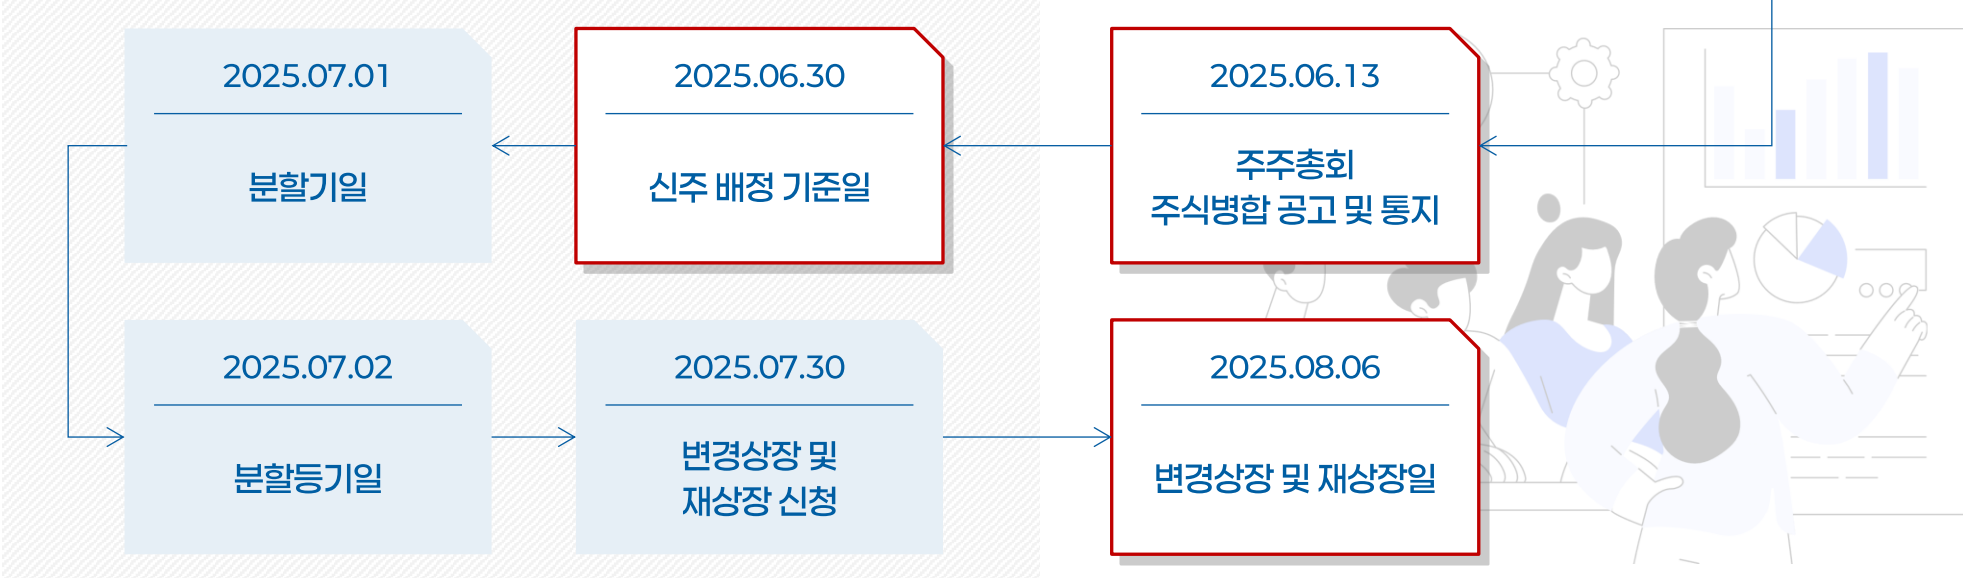 2025.07.01
분할기일
2025.06.30
신주 배정 기준일
2025.06.13
주주총회
주식병합 공고 및 통지
2025.07.02
분할등기일
2025.07.30
변경상장 및
재상장 신청
2025.08.06
변경상장 및 재상장일